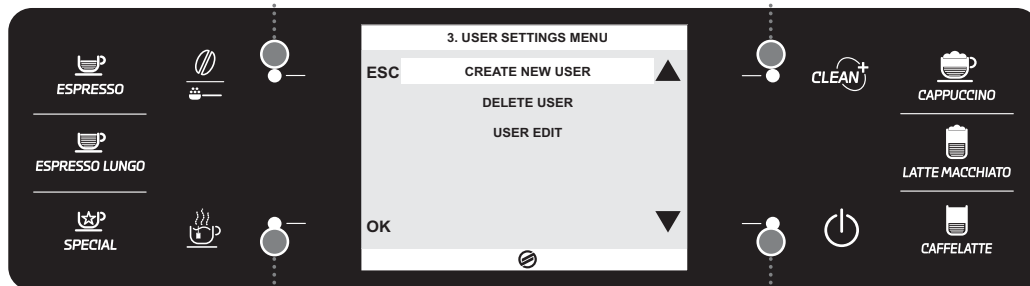 ESPRESSO
ESPRESSO LUNGO
SPECIAL
3. USER SETTINGS MENU
ESC
CREATE NEW USER
DELETE USER
USER EDIT
OK
CLEAN+
CAPPUCCINO
LATTE MACCHIATO
CAFFELATTE